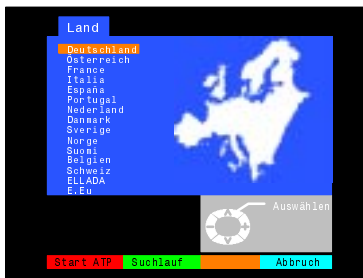 Land
Deutschland
Österreich
France
Italia
España
Portugal
Nederland
Danmark
Sverige
Norge
Suomi
Belgien
Schweiz
ELLADA
E.Eu
Auswählen
Start ATP
Suchlauf
Abbruch